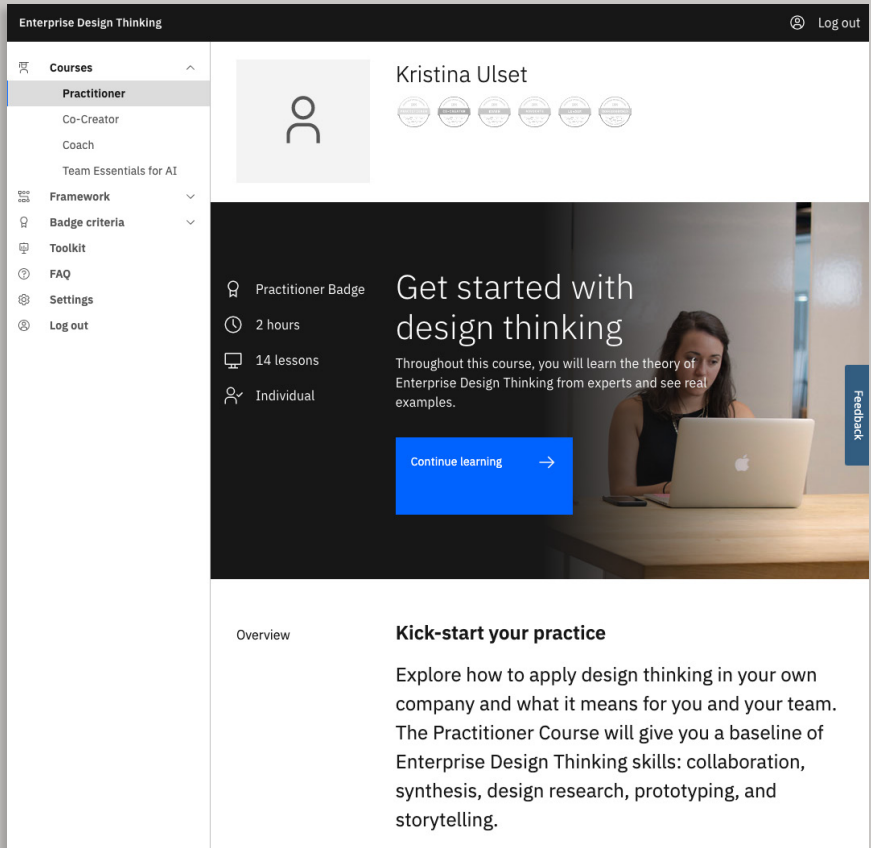 Enterprise Design Thinking
Log out
Courses
Practitioner
Co-Creator
Coach
Team Essentials for AI
Framework
Badge criteria
Toolkit
FAQ
Settings
Log out
Kristina Ulset
CO-CREATOR
Practitioner Badge
2 hours
14 lessons
Individual
Get started with
design thinking
Throughout this course, you will learn the theory of
Enterprise Design Thinking from experts and see real
examples.
Continue learning
Feedback
Overview
Kick-start your practice
Explore how to apply design thinking in your own
company and what it means for you and your team.
The Practitioner Course will give you a baseline of
Enterprise Design Thinking skills: collaboration,
synthesis, design research, prototyping, and
storytelling.